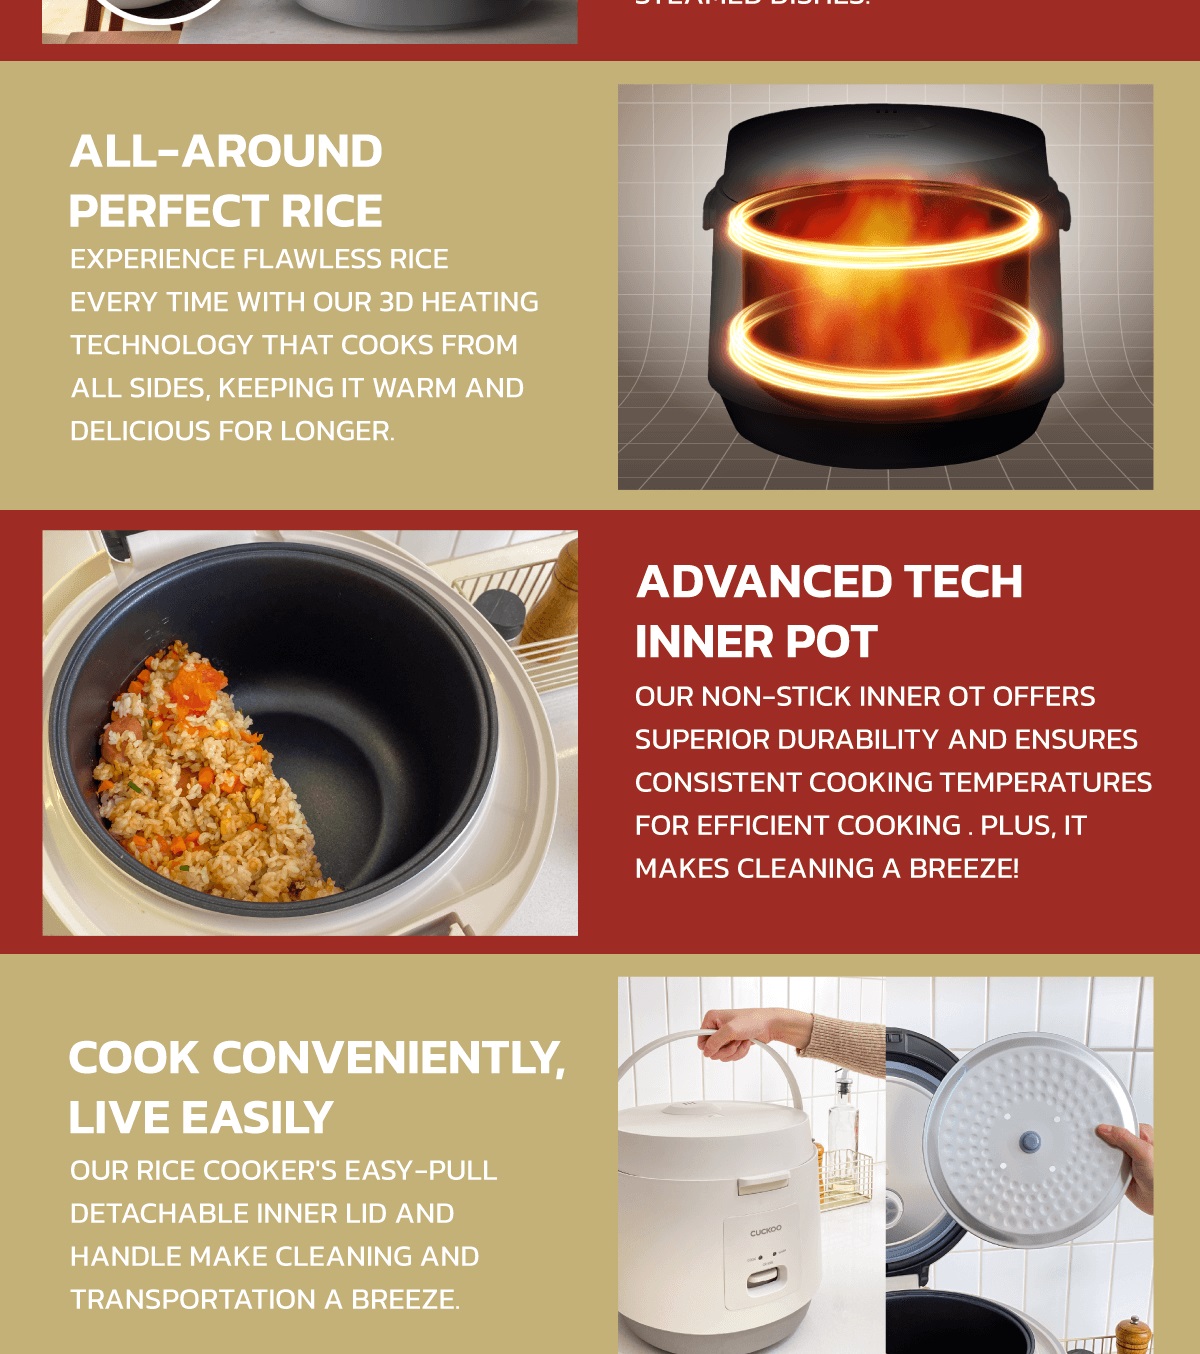 STEAMED DISHES.
ALL-AROUND
PERFECT RICE
EXPERIENCE FLAWLESS RICE
EVERY TIME WITH OUR 3D HEATING
TECHNOLOGY THAT COOKS FROM
ALL SIDES, KEEPING IT WARM AND
DELICIOUS FOR LONGER.
ADVANCED TECH
INNER POT
OUR NON-STICK INNER OT OFFERS
SUPERIOR DURABILITY AND ENSURES
CONSISTENT COOKING TEMPERATURES
FOR EFFICIENT COOKING . PLUS, IT
MAKES CLEANING A BREEZE!
COOK CONVENIENTLY,
LIVE EASILY
OUR RICE COOKER'S EASY-PULL
DETACHABLE INNER LID AND
HANDLE MAKE CLEANING AND
TRANSPORTATION A BREEZE.
CUCKOO